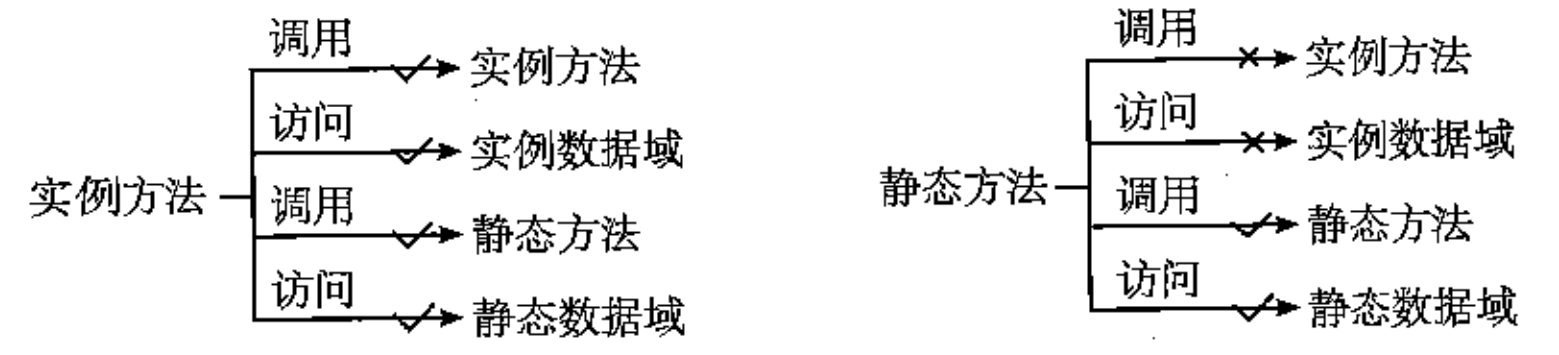 调用
实例方法
访问
实例数据域
实例方法
调用
静态方法
访问
静态数据域
调用
实例方法
访问
实例数据域
静态方法
调用
静态方法
访问
静态数据域